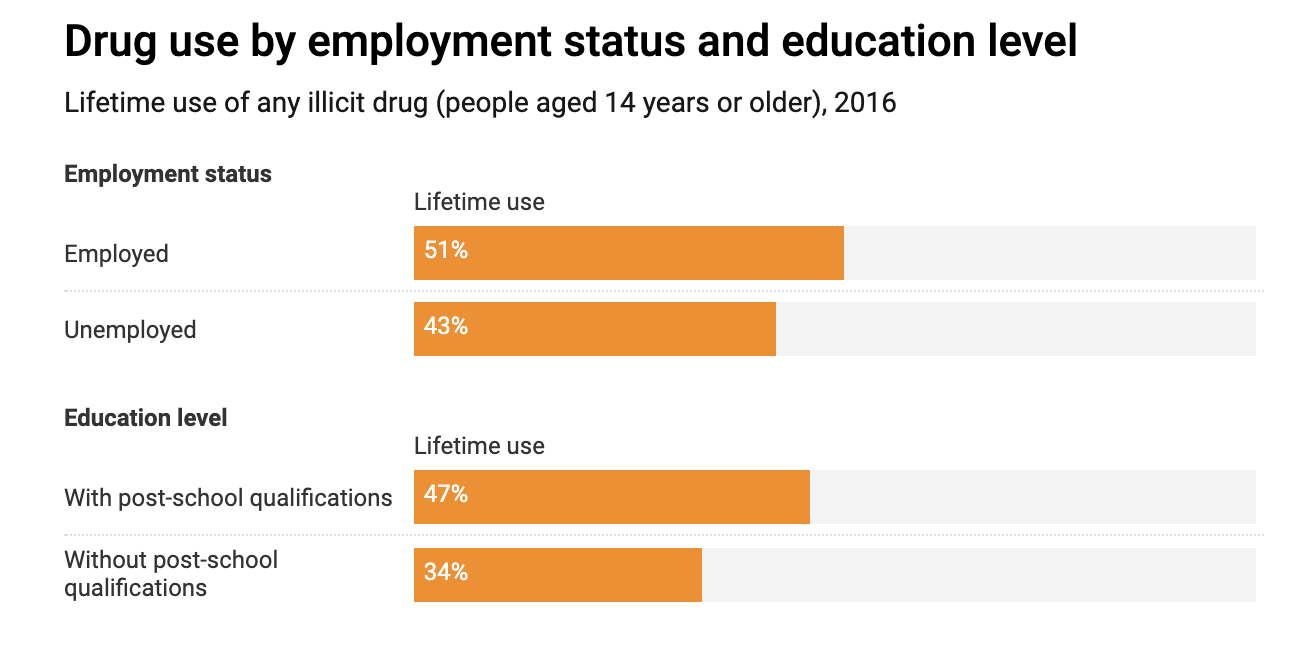 Drug use by employment status and education level
Lifetime use of any illicit drug (people aged 14 years or older), 2016
Employment status
Lifetime use
Employed
51%
Unemployed
43%
Education level
Lifetime use
With post-school qualifications
47%
Without post-school
qualifications
34%